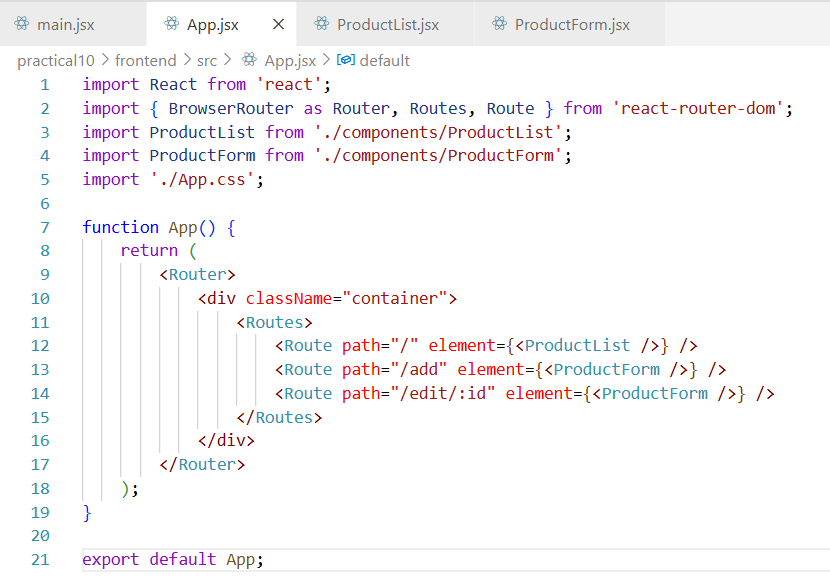 main.jsx App.jsx ProductList.jsx ProductForm.jsx
practical10 > frontend > src > App.jsx > default
1 import React from 'react';
2 import { BrowserRouter as Router, Routes, Route } from 'react-router-dom';
3 import ProductList from './components/ProductList';
4 import ProductForm from './components/ProductForm';
5 import './App.css';
6
7 function App() {
8     return (
9         <Router>
10             <div className="container">
11                 <Routes>
12                     <Route path="/" element={<ProductList />} />
13                     <Route path="/add" element={<ProductForm />} />
14                     <Route path="/edit/:id" element={<ProductForm />} />
15                 </Routes>
16             </div>
17         </Router>
18     );
19 }
20
21 export default App;